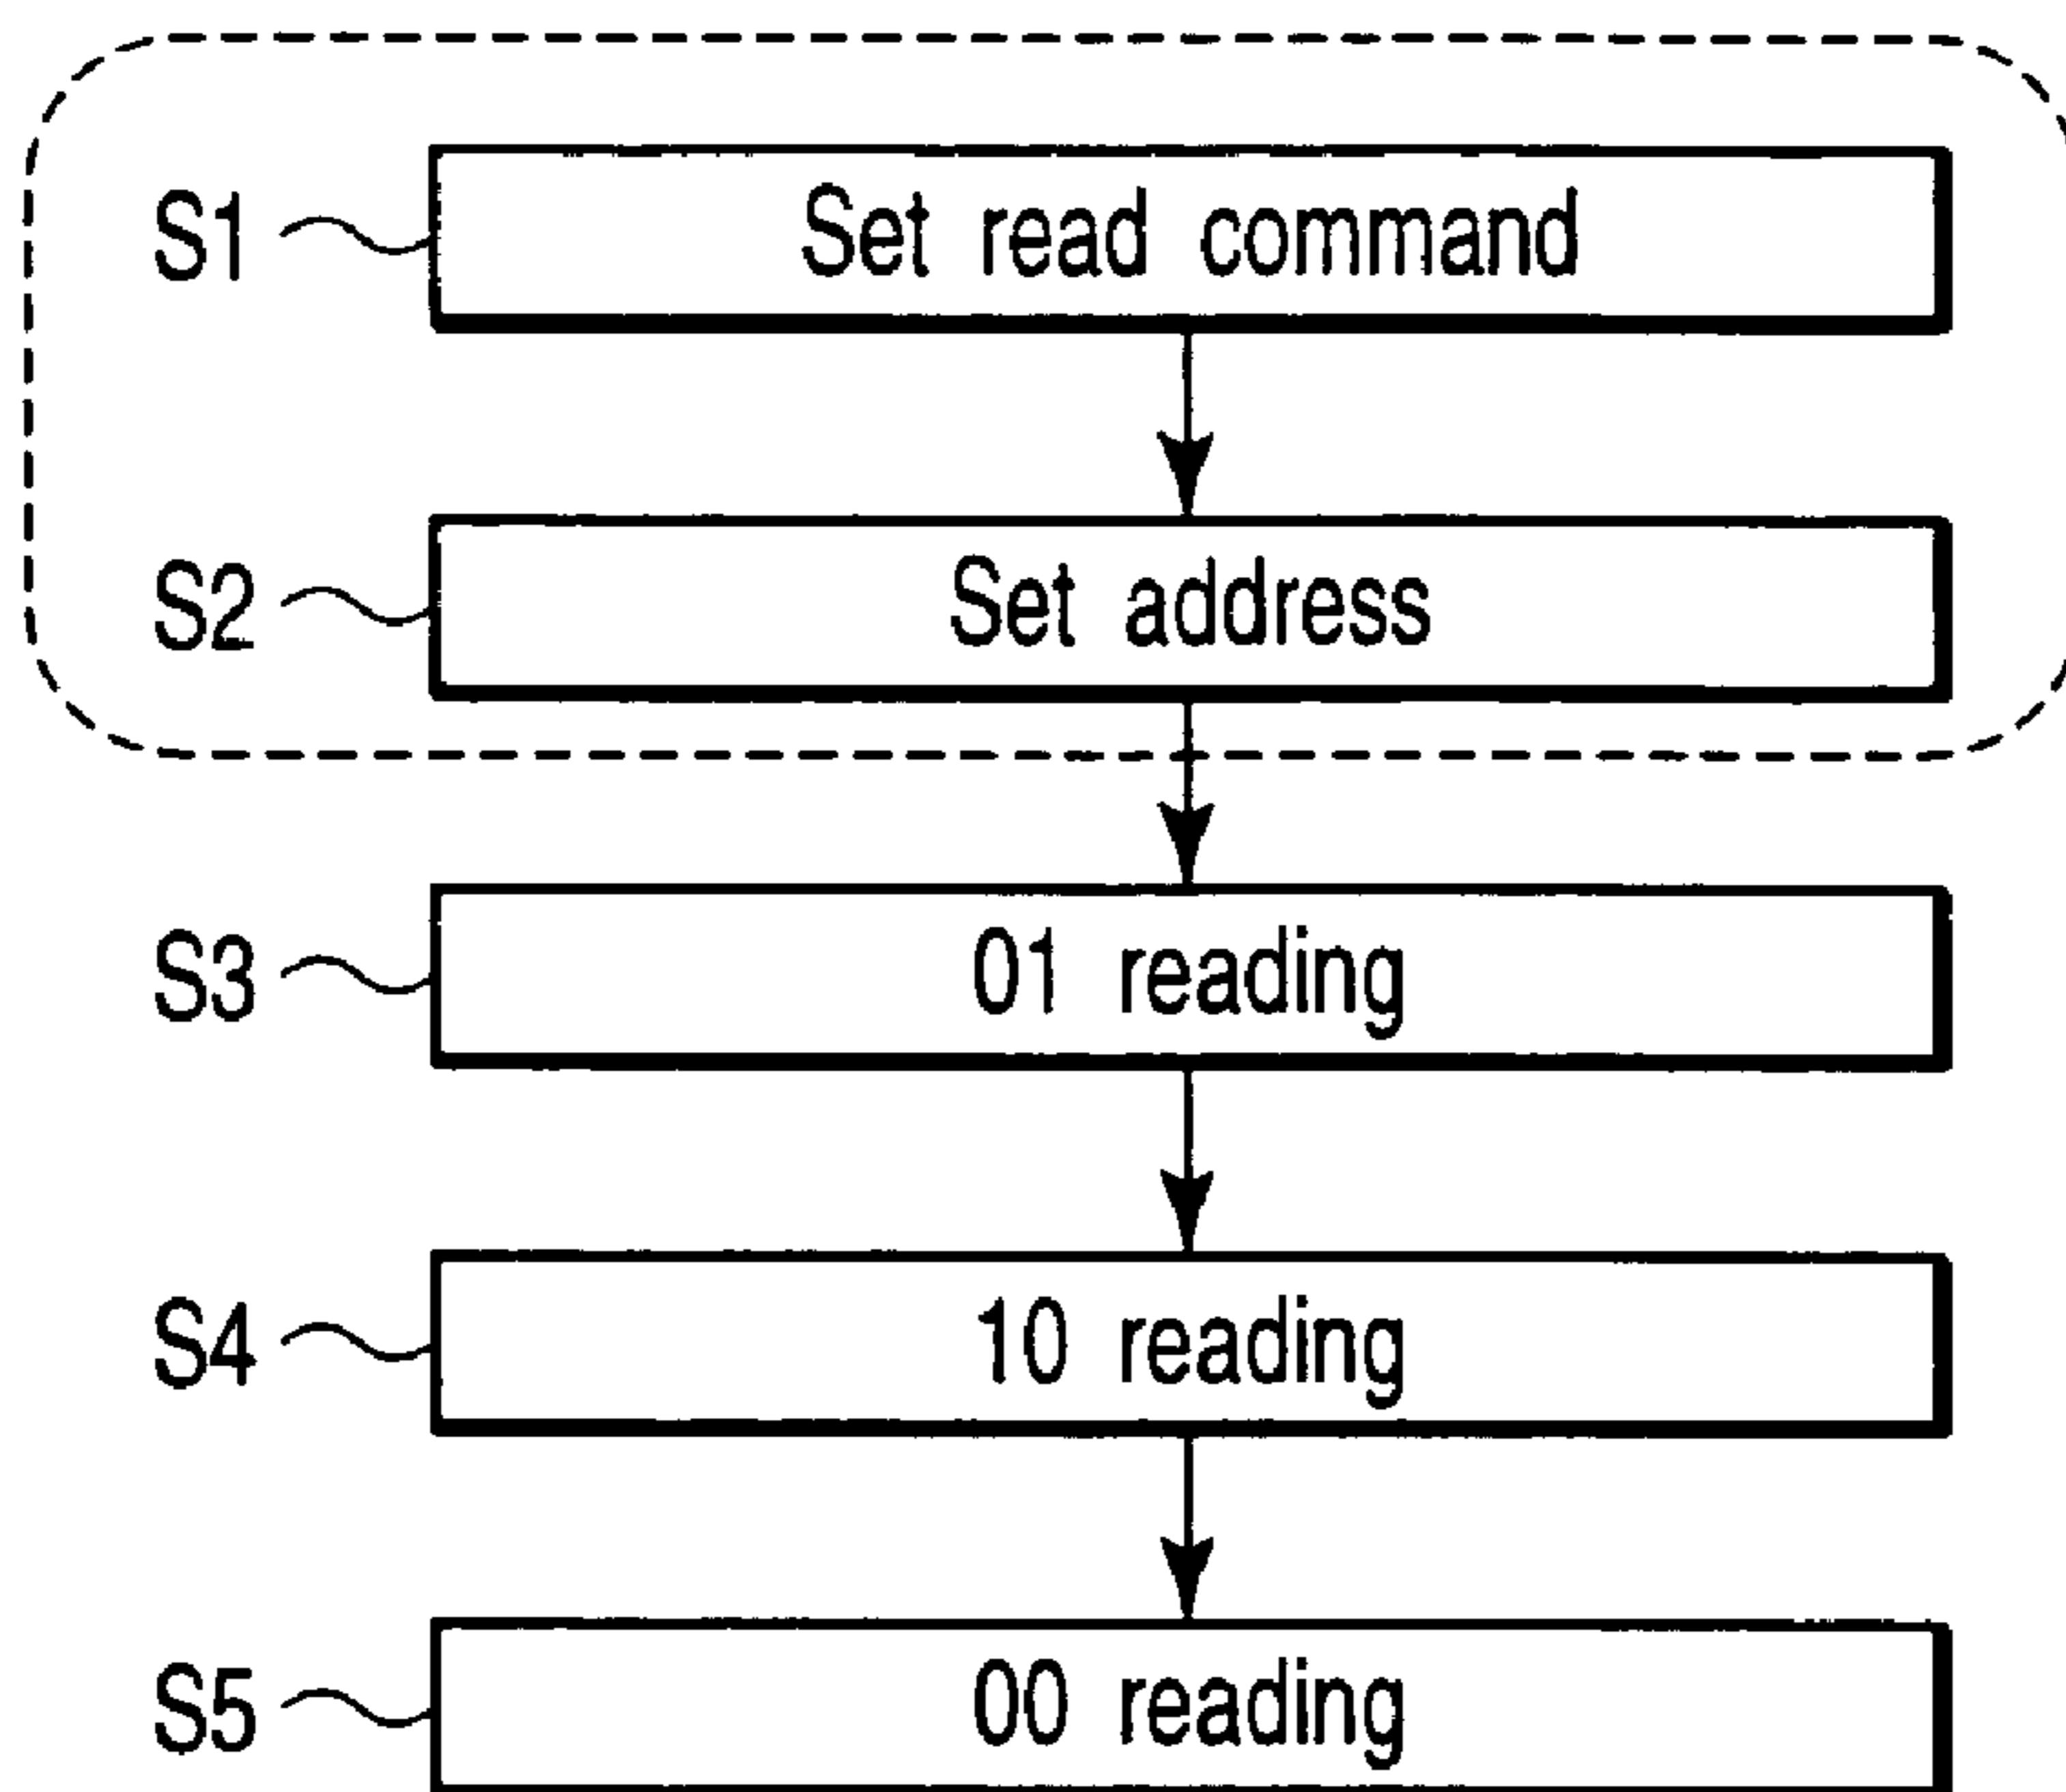 S1 Set read command
S2 Set address
S3 01 reading
S4 10 reading
S5 00 reading